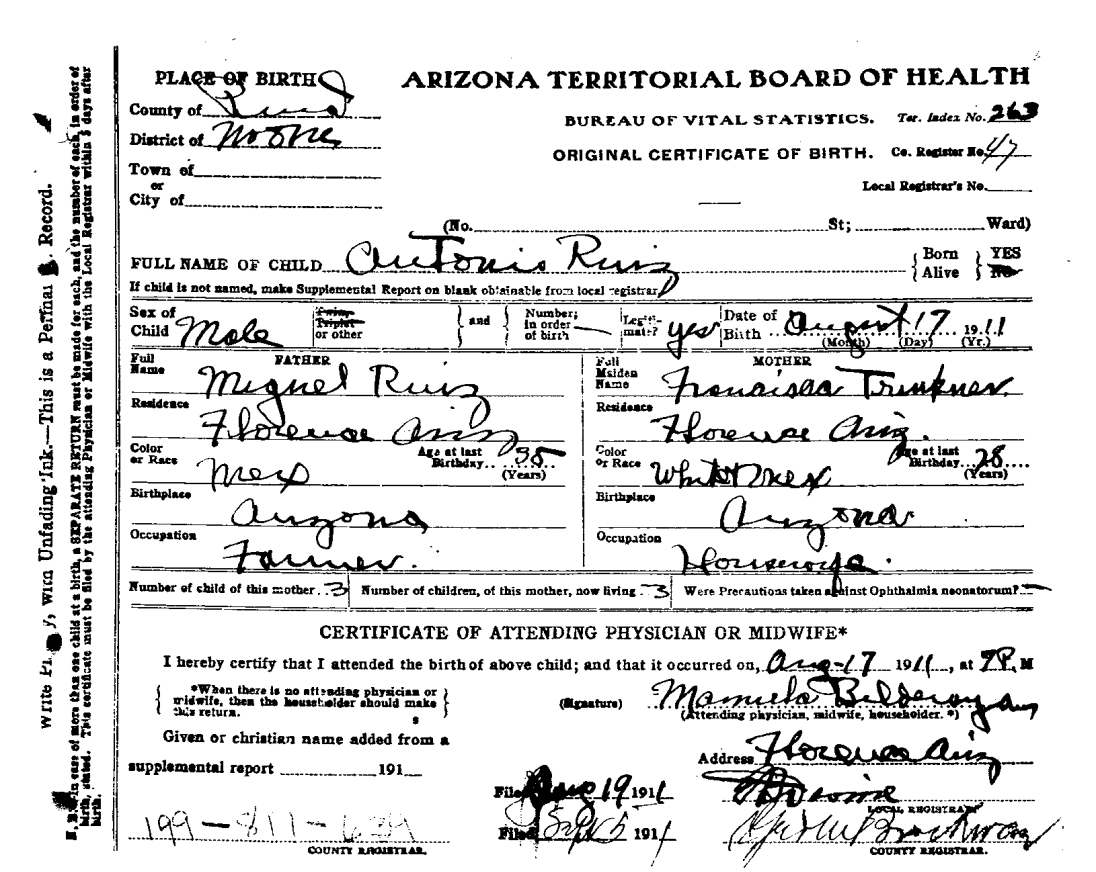 PLACE OF BIRTH
ARIZONA TERRITORIAL BOARD OF HEALTH
County of Pinal
BUREAU OF VITAL STATISTICS. Ter. Index No. 263
District of
ORIGINAL CERTIFICATE OF BIRTH. Co. Register No. 47
Town of
or
City of
Local Registrar's No.
(No. St; Ward)
FULL NAME OF CHILD Antonio Ruiz { Born Alive } YES No
If child is not named, make Supplemental Report on blank obtainable from local registrar
Sex of Child Male Twins Triplet or other } and { Number; in order of birth Legiti-mate? yes Date of Birth August 17 1911
(Month) (Day) (Yr.)
FATHER MOTHER
Full Name Miguel Ruiz Full Maiden Name Francisca
Residence Florence Ariz Residence Florence Ariz.
Color or Race Mex Age at last Birthday 38 (Years) Color or Race White Mex Age at last Birthday 28 (Years)
Birthplace Arizona Birthplace Arizona
Occupation Farmer. Occupation Housewife.
Number of child of this mother 3 Number of children, of this mother, now living 3 Were Precautions taken against Ophthalmia neonatorum?
CERTIFICATE OF ATTENDING PHYSICIAN OR MIDWIFE*
I hereby certify that I attended the birth of above child; and that it occurred on, Aug-17 1911, at P. M
*When there is no attending physician or midwife, then the householder should make this return.
(Signature) Manuela
(Attending physician, midwife, householder. *)
Given or christian name added from a
supplemental report 191
Address Florence Ariz
Filed Aug 19 1911
LOCAL REGISTRAR
199-811-639
Filed Sept 5 1911
COUNTY REGISTRAR. COUNTY REGISTRAR.
Write , with Unfading Ink.—This is a Record.
N. B.—In case of more than one child at a birth, a SEPARATE RETURN must be made for each, and the number of each, in order of
birth, stated. This certificate must be filed by the attending Physician or Midwife with the Local Registrar within 5 days after
birth.